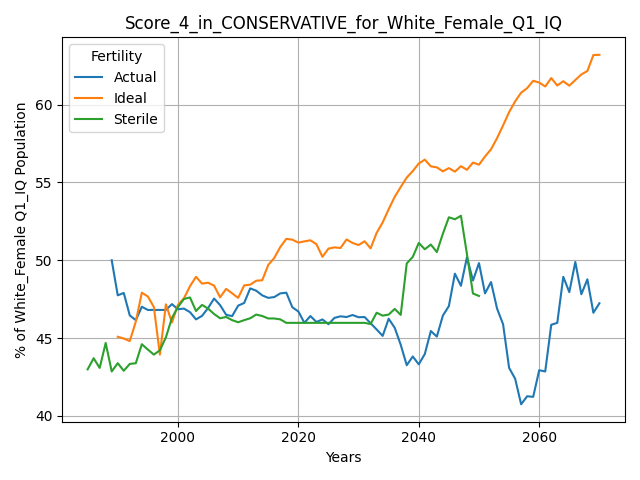 Score_4_in_CONSERVATIVE_for_White_Female_Q1_IQ
Fertility
Actual
Ideal
Sterile
% of White_Female Q1_IQ Population
60
55
50
45
40
2000
2020
2040
2060
Years